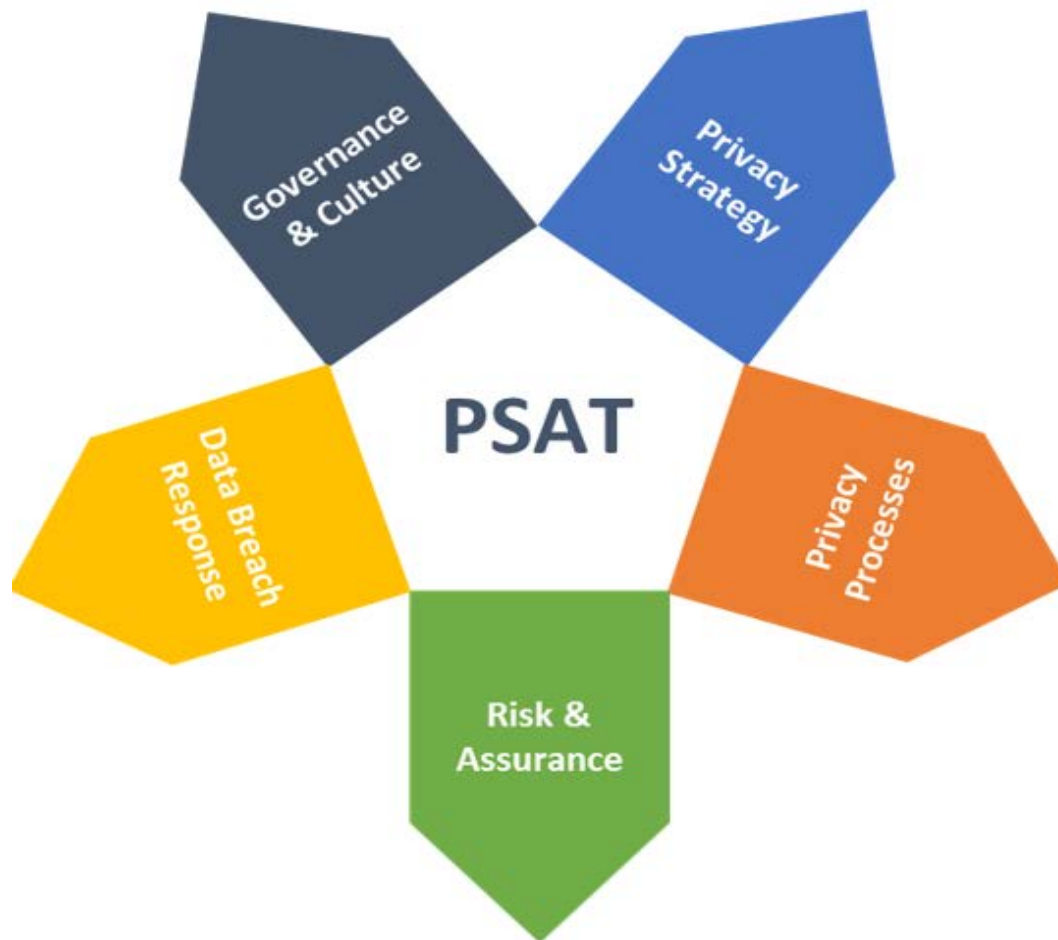 Governance
& Culture
Privacy
Strategy
PSAT
Data Breach
Response
Privacy
Processes
Risk &
Assurance